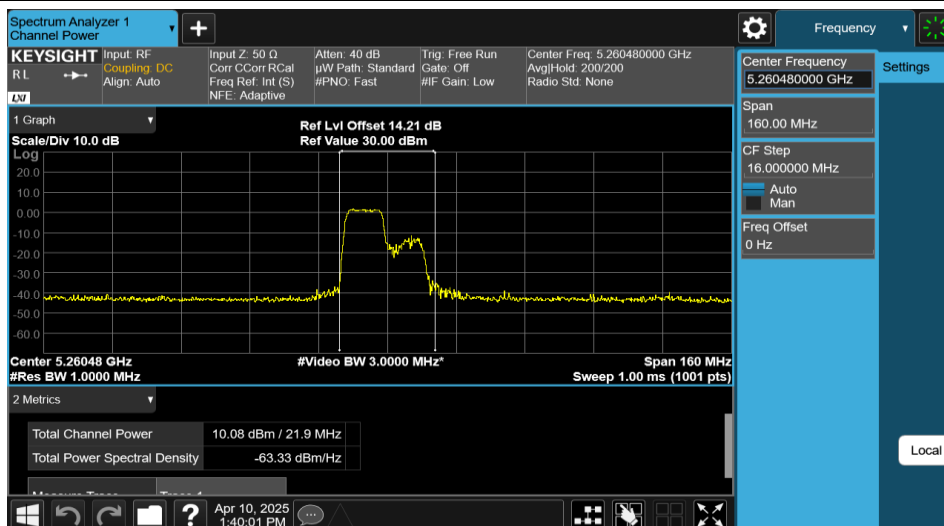 Spectrum Analyzer 1
Channel Power
+
Frequency
KEYSIGHT
R L
LXI
Input: RF
Coupling: DC
Align: Auto
Input Z: 50 Ω
Corr CCorr RCal
Freq Ref: Int (S)
NFE: Adaptive
Atten: 40 dB
µW Path: Standard
#PNO: Fast
Trig: Free Run
Gate: Off
#IF Gain: Low
Center Freq: 5.260480000 GHz
Avg|Hold: 200/200
Radio Std: None
Center Frequency
5.260480000 GHz
Settings
Span
160.00 MHz
CF Step
16.000000 MHz
Auto
Man
Freq Offset
0 Hz
Local
1 Graph
Scale/Div 10.0 dB
Ref Lvl Offset 14.21 dB
Ref Value 30.00 dBm
Log
20.0
10.0
0.00
-10.0
-20.0
-30.0
-40.0
-50.0
-60.0
Center 5.26048 GHz
#Video BW 3.0000 MHz*
Span 160 MHz
#Res BW 1.0000 MHz
Sweep 1.00 ms (1001 pts)
2 Metrics
Total Channel Power 10.08 dBm / 21.9 MHz
Total Power Spectral Density -63.33 dBm/Hz
?
Apr 10, 2025
1:40:01 PM